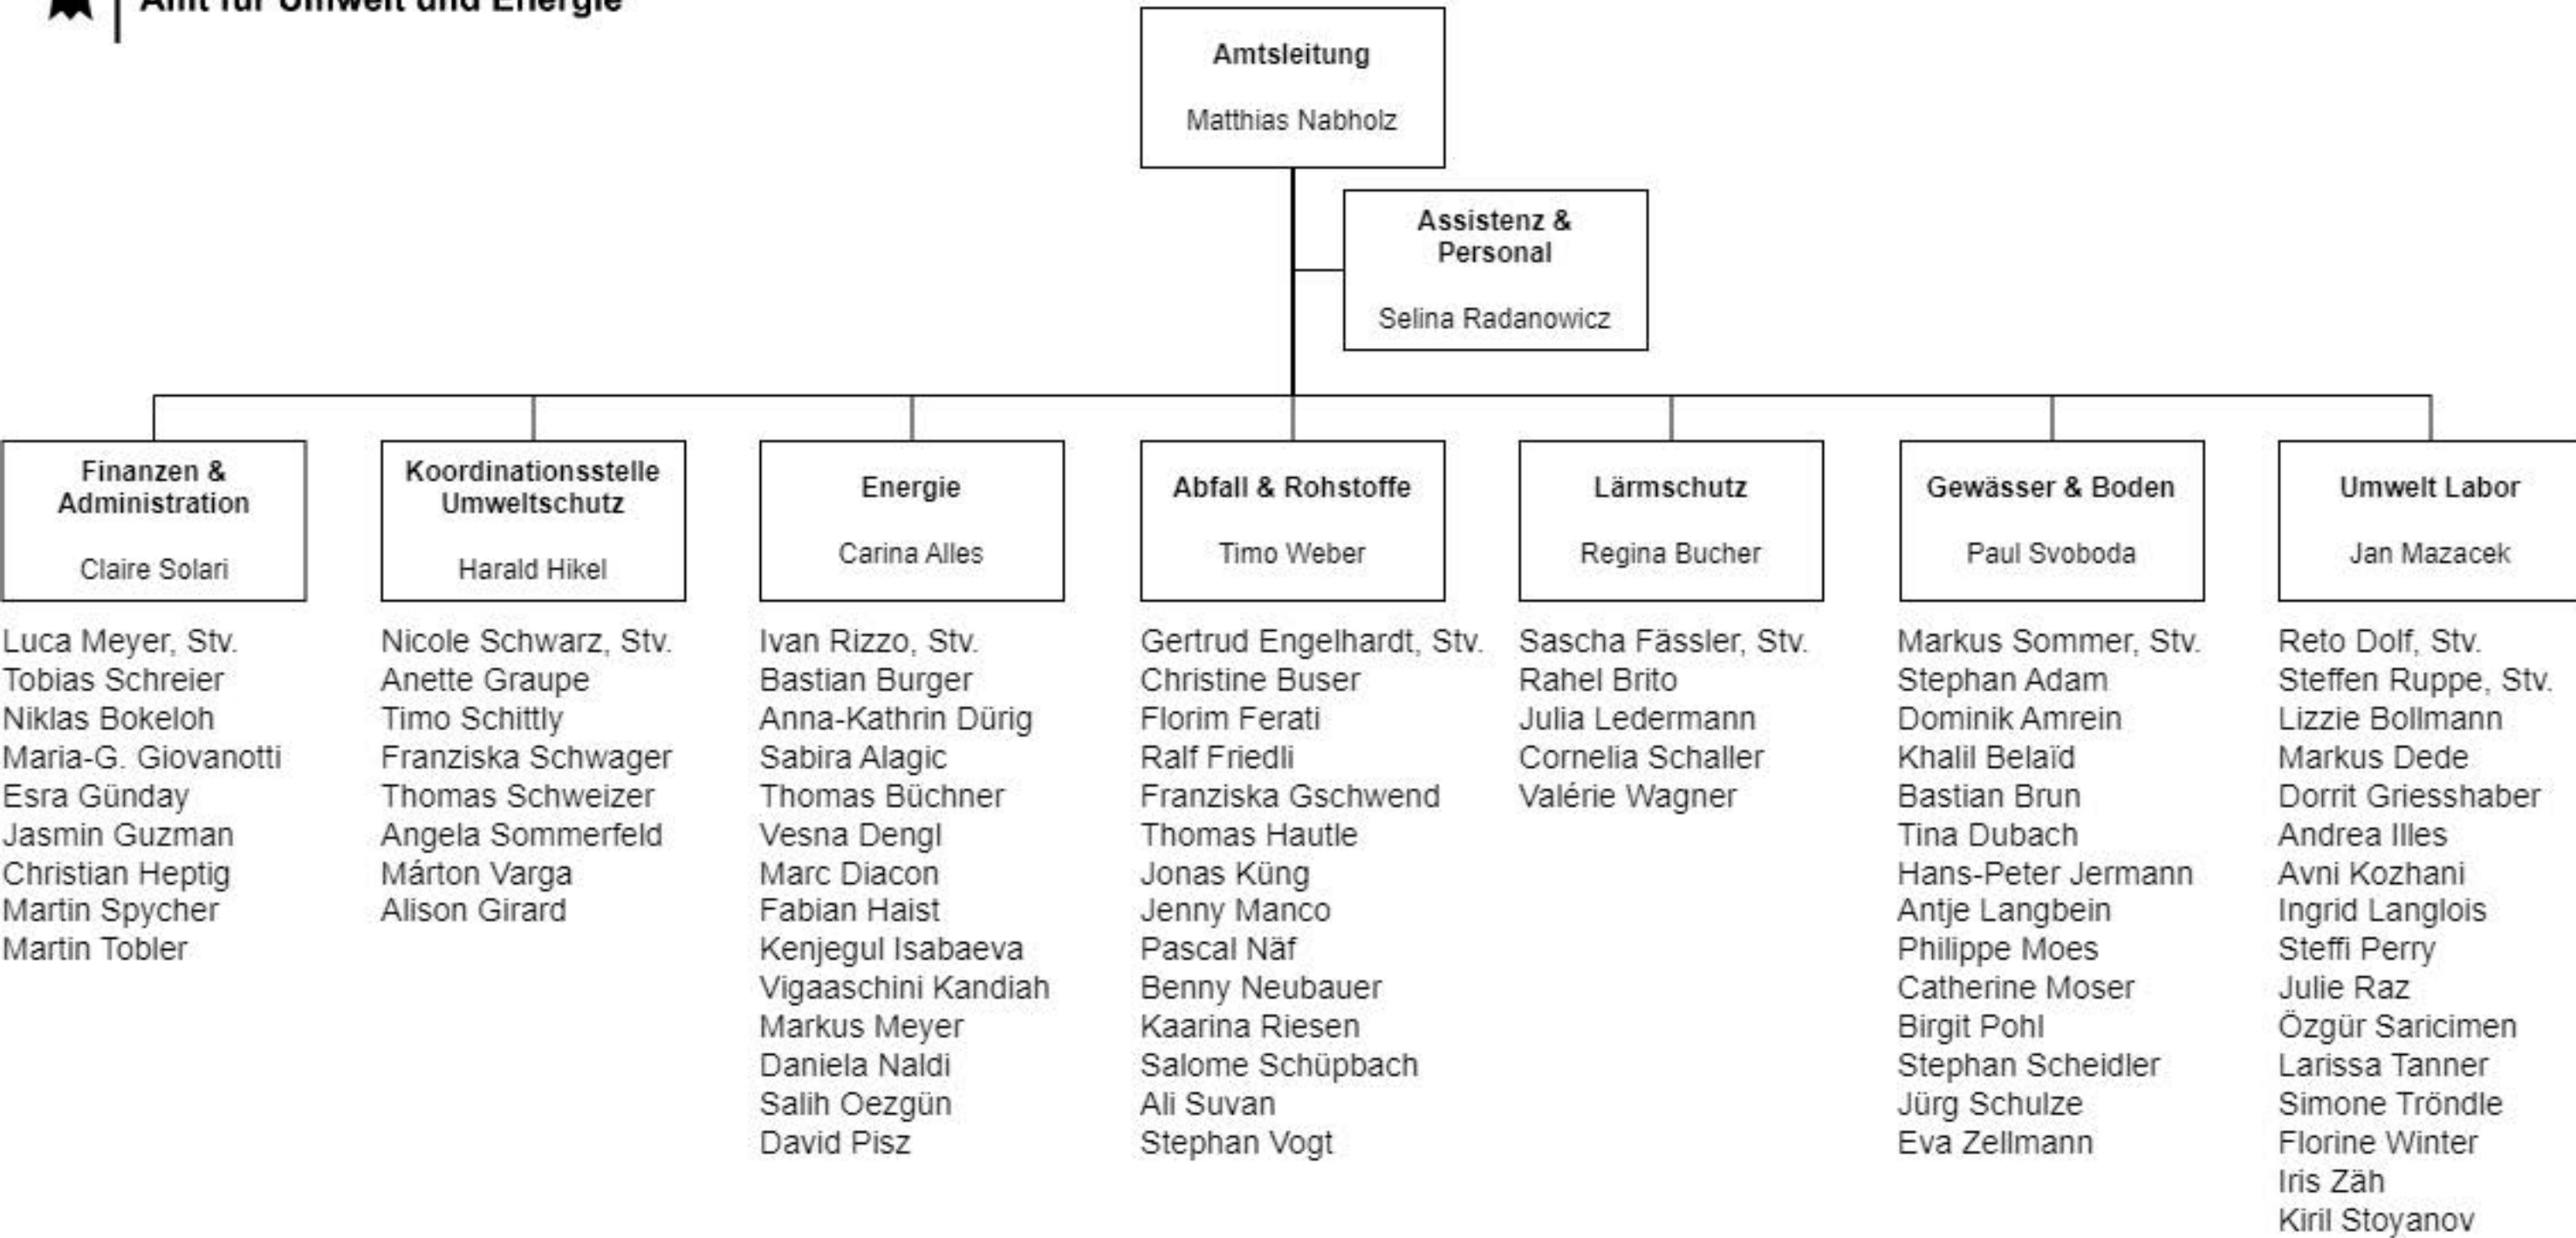 Amt für Umwelt und Energie
Amtsleitung
Matthias Nabholz
Assistenz &
Personal
Selina Radanowicz
Finanzen &
Administration
Claire Solari
Luca Meyer, Stv.
Tobias Schreier
Niklas Bokeloh
Maria-G. Giovanotti
Esra Günday
Jasmin Guzman
Christian Heptig
Martin Spycher
Martin Tobler
Koordinationsstelle
Umweltschutz
Harald Hikel
Nicole Schwarz, Stv.
Anette Graupe
Timo Schittly
Franziska Schwager
Thomas Schweizer
Angela Sommerfeld
Márton Varga
Alison Girard
Energie
Carina Alles
Ivan Rizzo, Stv.
Bastian Burger
Anna-Kathrin Dürig
Sabira Alagic
Thomas Büchner
Vesna Dengl
Marc Diacon
Fabian Haist
Kenjegul Isabaeva
Vigaaschini Kandiah
Markus Meyer
Daniela Naldi
Salih Oezgün
David Pisz
Abfall & Rohstoffe
Timo Weber
Gertrud Engelhardt, Stv.
Christine Buser
Florim Ferati
Ralf Friedli
Franziska Gschwend
Thomas Hautle
Jonas Küng
Jenny Manco
Pascal Näf
Benny Neubauer
Kaarina Riesen
Salome Schüpbach
Ali Suvan
Stephan Vogt
Lärmschutz
Regina Bucher
Sascha Fässler, Stv.
Rahel Brito
Julia Ledermann
Cornelia Schaller
Valérie Wagner
Gewässer & Boden
Paul Svoboda
Markus Sommer, Stv.
Stephan Adam
Dominik Amrein
Khalil Belaïd
Bastian Brun
Tina Dubach
Hans-Peter Jermann
Antje Langbein
Philippe Moes
Catherine Moser
Birgit Pohl
Stephan Scheidler
Jürg Schulze
Eva Zellmann
Umwelt Labor
Jan Mazacek
Reto Dolf, Stv.
Steffen Ruppe, Stv.
Lizzie Bollmann
Markus Dede
Dorrit Griesshaber
Andrea Illes
Avni Kozhani
Ingrid Langlois
Steffi Perry
Julie Raz
Özgür Saricimen
Larissa Tanner
Simone Tröndle
Florine Winter
Iris Zäh
Kiril Stoyanov